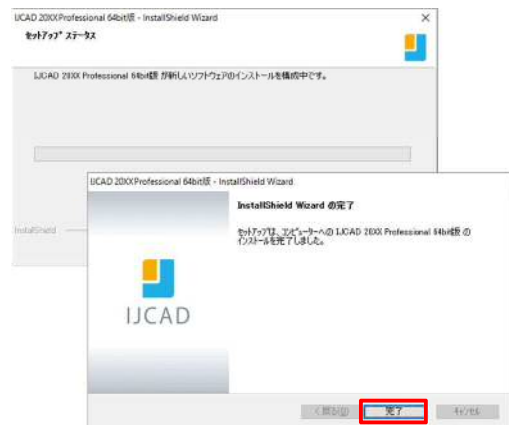 IJCAD 20XX Professional 64bit版 - InstallShield Wizard
セットアップ ステータス
IJCAD 20XX Professional 64bit版 が新しいソフトウェアのインストールを構成中です。
InstallShield
IJCAD 20XX Professional 64bit版 - InstallShield Wizard
InstallShield Wizard の完了
セットアップは、コンピューターへの IJCAD 20XX Professional 64bit版 の
インストールを完了しました。
IJCAD
< 戻る(B)
完了
キャンセル